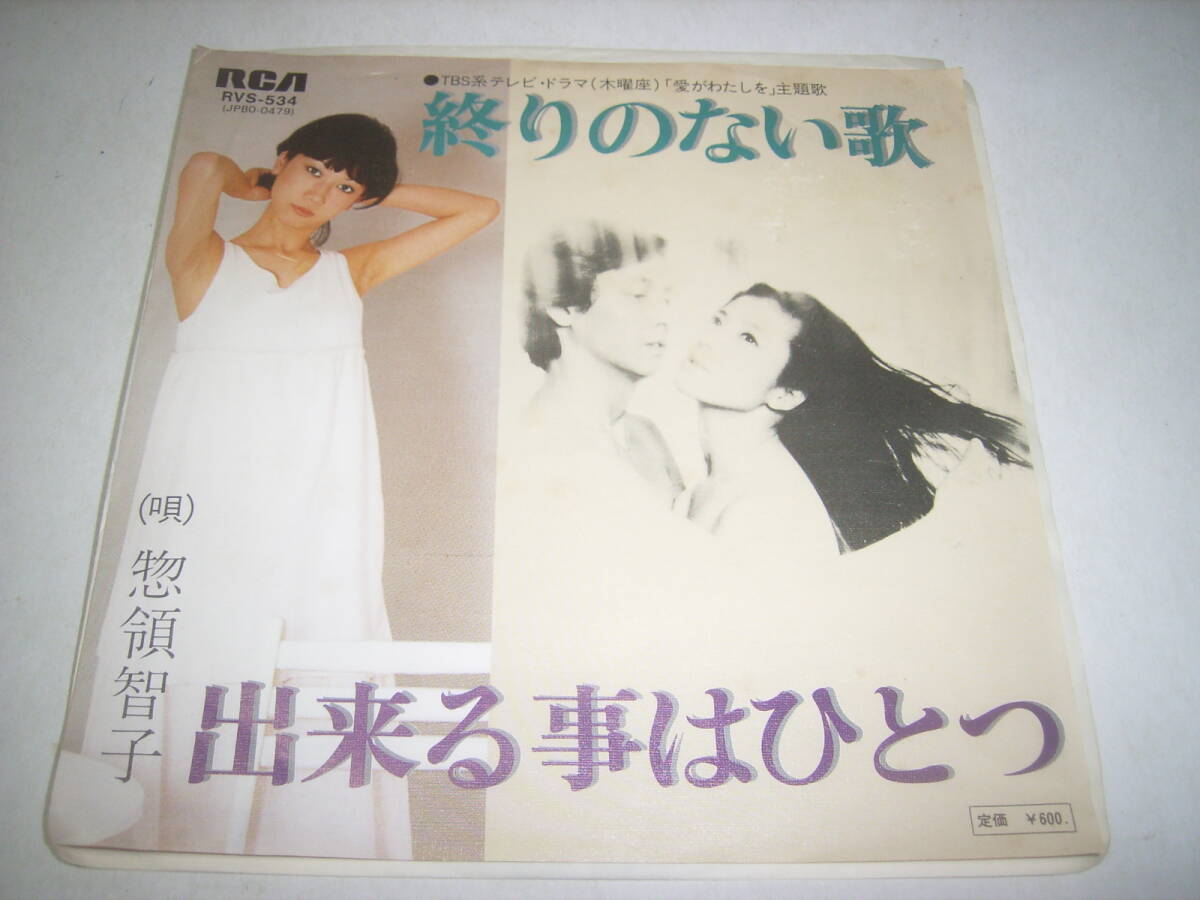 RCA
RVS-534
(JPBO-0479)
●TBS系テレビ・ドラマ(木曜座)「愛がわたしを」主題歌
終りのない歌
(唄)惣領智子
出来る事はひとつ
定価 ¥600.